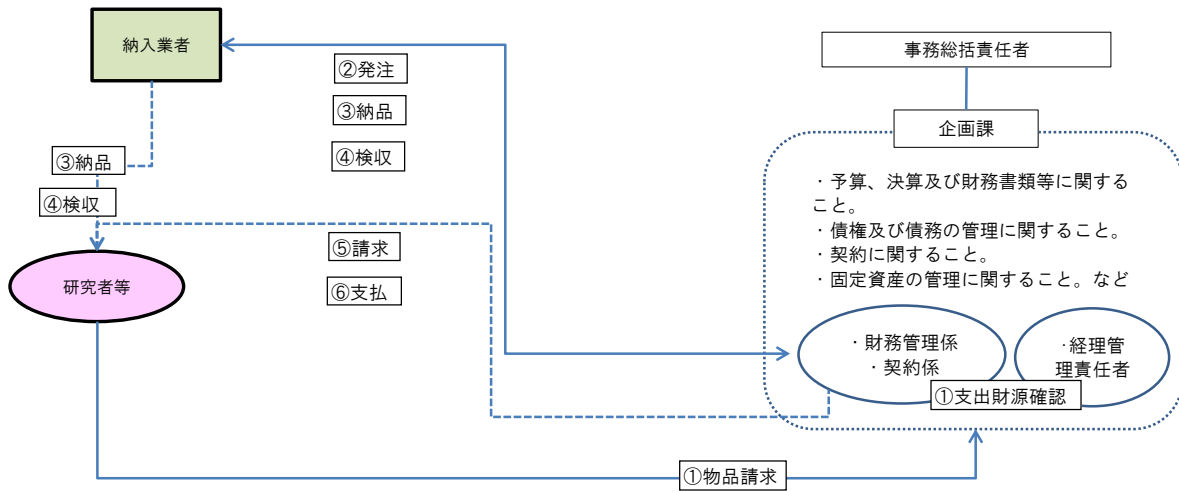 納入業者
事務総括責任者
②発注
③納品
④検収
企画課
③納品
④検収
・予算、決算及び財務書類等に関する
こと。
・債権及び債務の管理に関すること。
・契約に関すること。
・固定資産の管理に関すること。など
⑤請求
⑥支払
研究者等
・財務管理係
・契約係
・経理管
理責任者
①支出財源確認
①物品請求